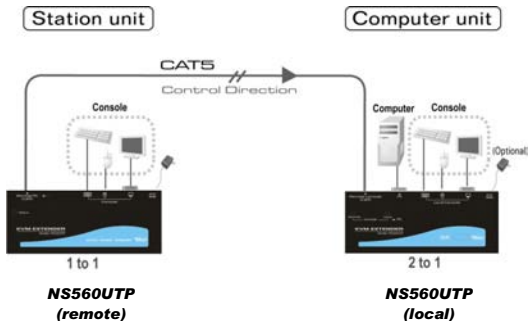 Station unit
Computer unit
CAT5
Control Direction
Console
Computer
Console
(Optional)
KVM EXTENDER
KVM EXTENDER
1 to 1
2 to 1
NS560UTP
(remote)
NS560UTP
(local)